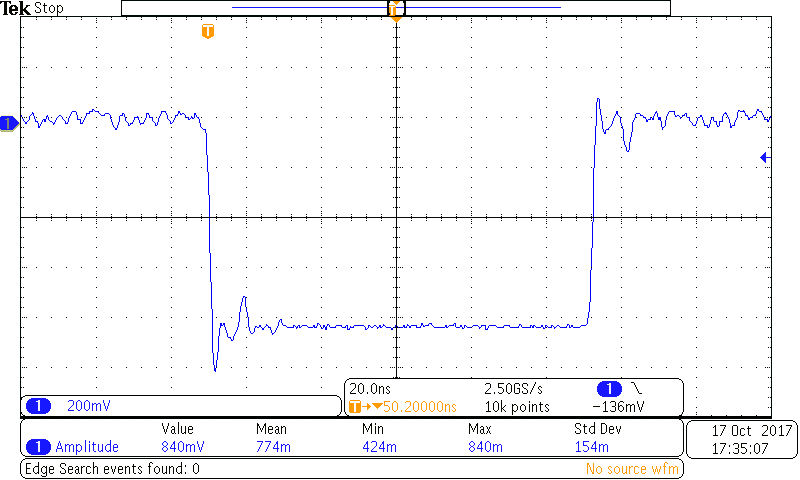 Tek Stop
T
T
1
1 200mV
20.0ns 2.50GS/s 1
T→▼50.20000ns 10k points −136mV
Value Mean Min Max Std Dev
1 Amplitude 840mV 774m 424m 840m 154m
17 Oct 2017
17:35:07
Edge Search events found: 0 No source wfm